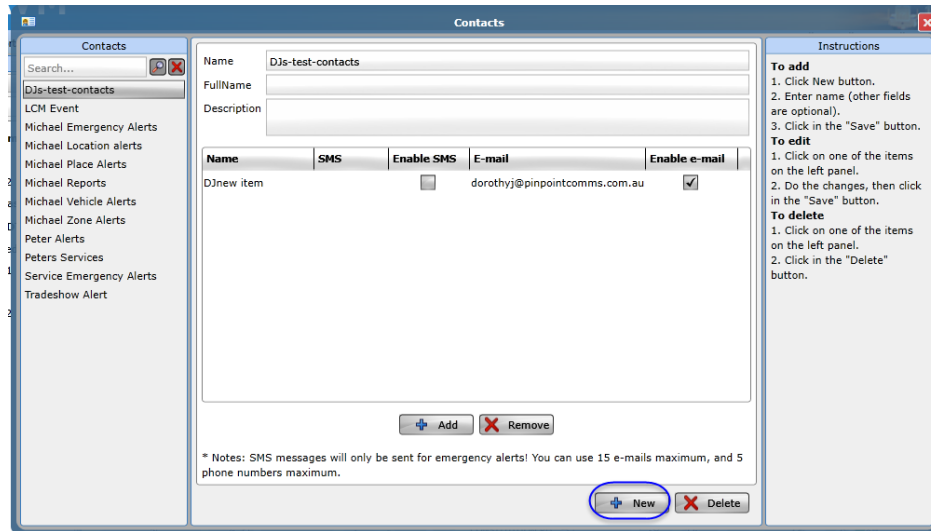 Contacts
Contacts
Search...
DJs-test-contacts
LCM Event
Michael Emergency Alerts
Michael Location alerts
Michael Place Alerts
Michael Reports
Michael Vehicle Alerts
Michael Zone Alerts
Peter Alerts
Peters Services
Service Emergency Alerts
Tradeshow Alert
Name DJs-test-contacts
FullName
Description
Name SMS Enable SMS E-mail Enable e-mail
DJnew item dorothyj@pinpointcomms.com.au
Add Remove
* Notes: SMS messages will only be sent for emergency alerts! You can use 15 e-mails maximum, and 5
phone numbers maximum.
New Delete
Instructions
To add
1. Click New button.
2. Enter name (other fields
are optional).
3. Click in the "Save" button.
To edit
1. Click on one of the items
on the left panel.
2. Do the changes, then click
in the "Save" button.
To delete
1. Click on one of the items
on the left panel.
2. Click in the "Delete"
button.